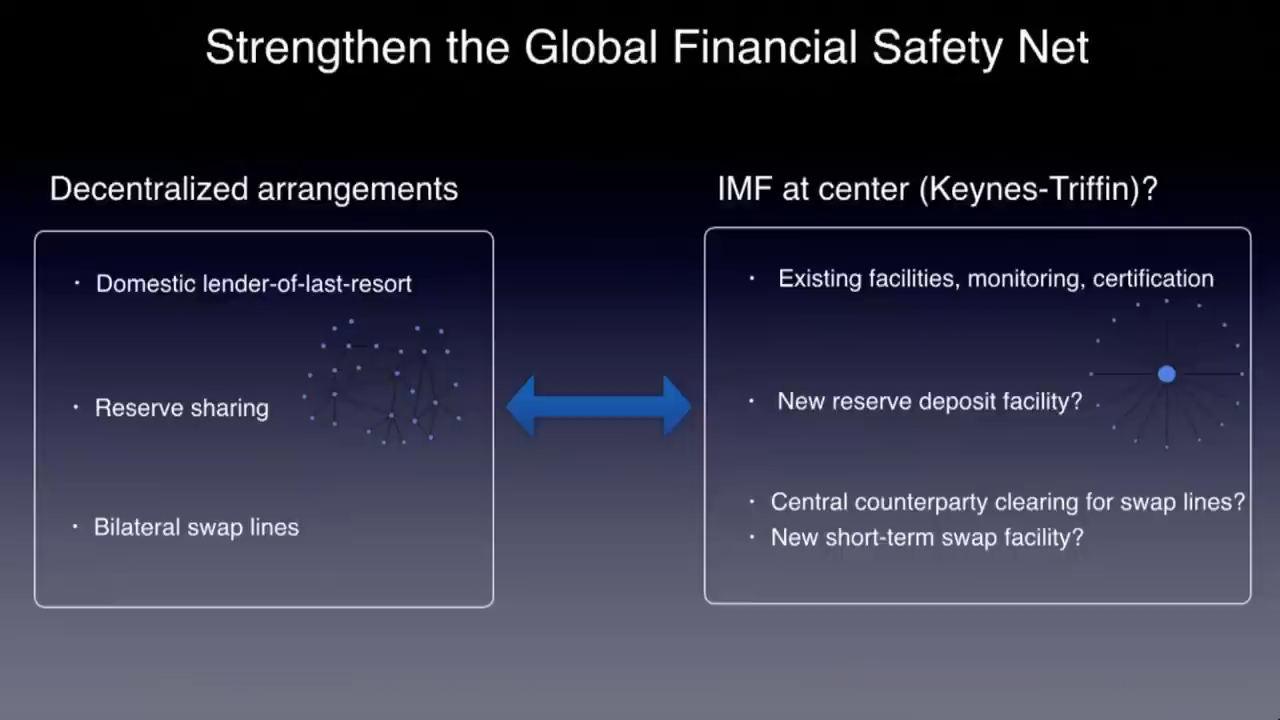 Strengthen the Global Financial Safety Net
Decentralized arrangements
· Domestic lender-of-last-resort
· Reserve sharing
· Bilateral swap lines
IMF at center (Keynes-Triffin)?
· Existing facilities, monitoring, certification
· New reserve deposit facility?
· Central counterparty clearing for swap lines?
· New short-term swap facility?